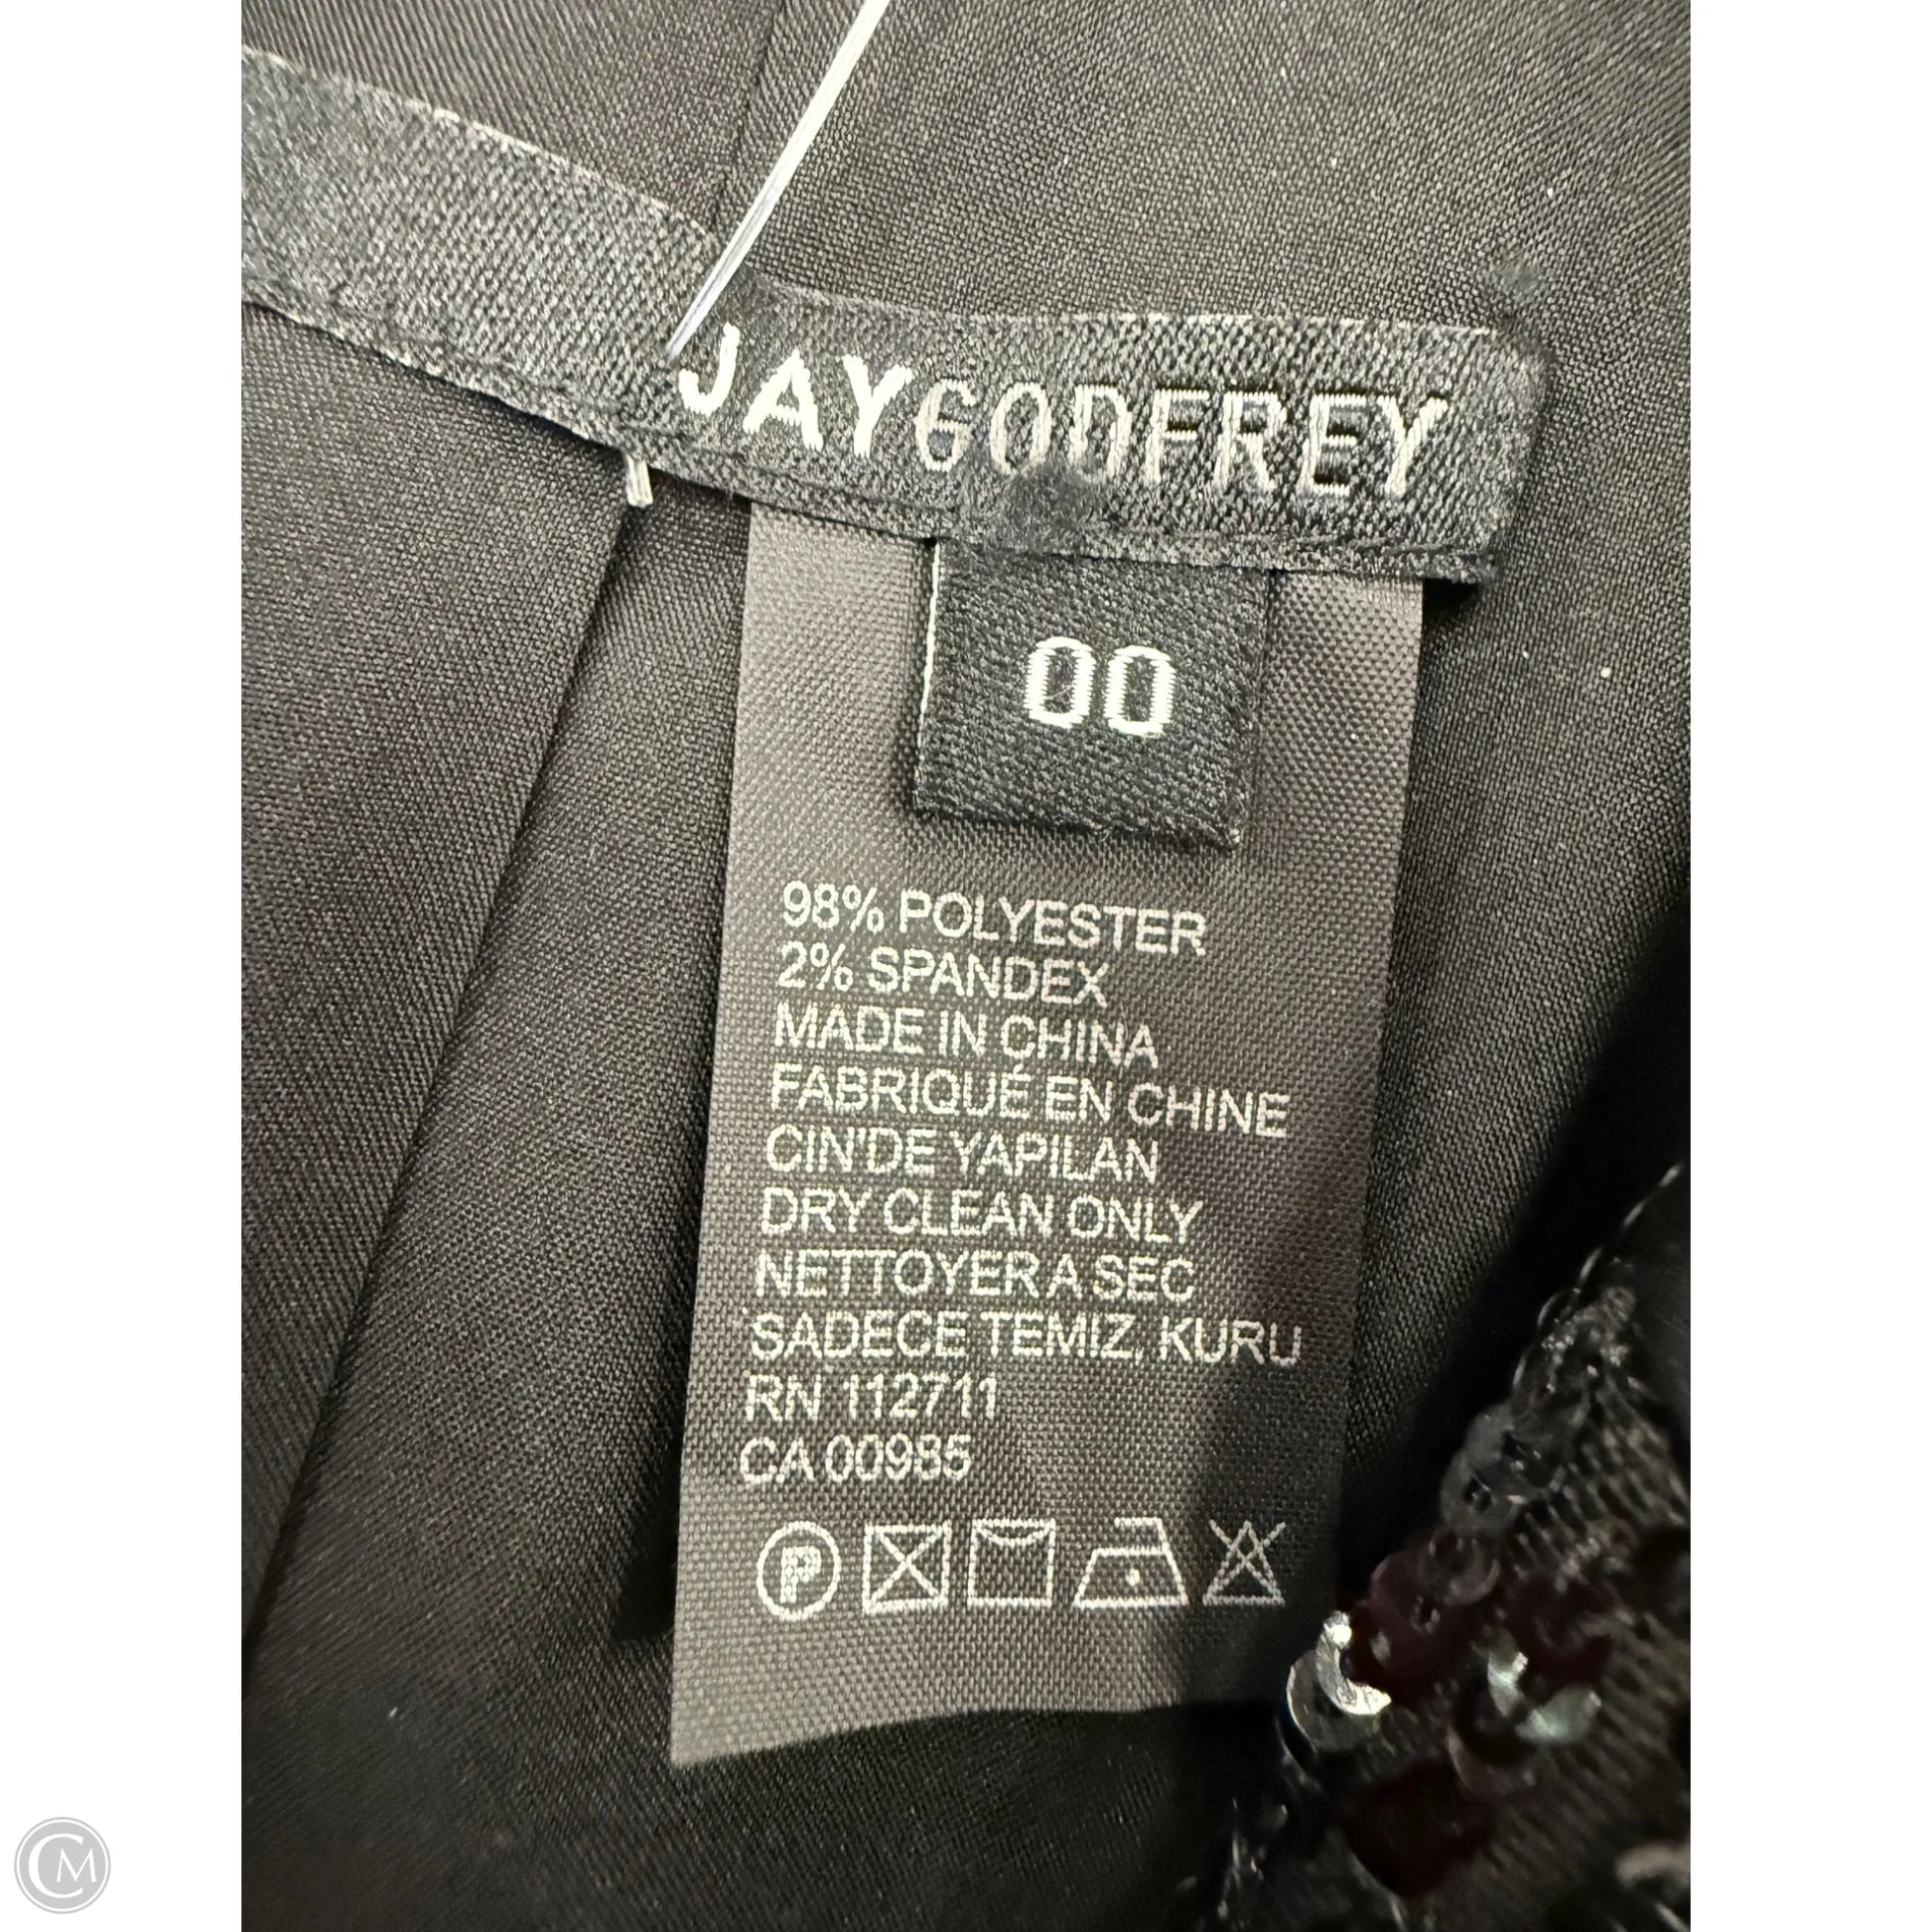 JAYGODFREY
00
98% POLYESTER
2% SPANDEX
MADE IN CHINA
FABRIQUÉ EN CHINE
CIN'DE YAPILAN
DRY CLEAN ONLY
NETTOYER A SEC
SADECE TEMIZ, KURU
RN 112711
CA 00985
P
CM